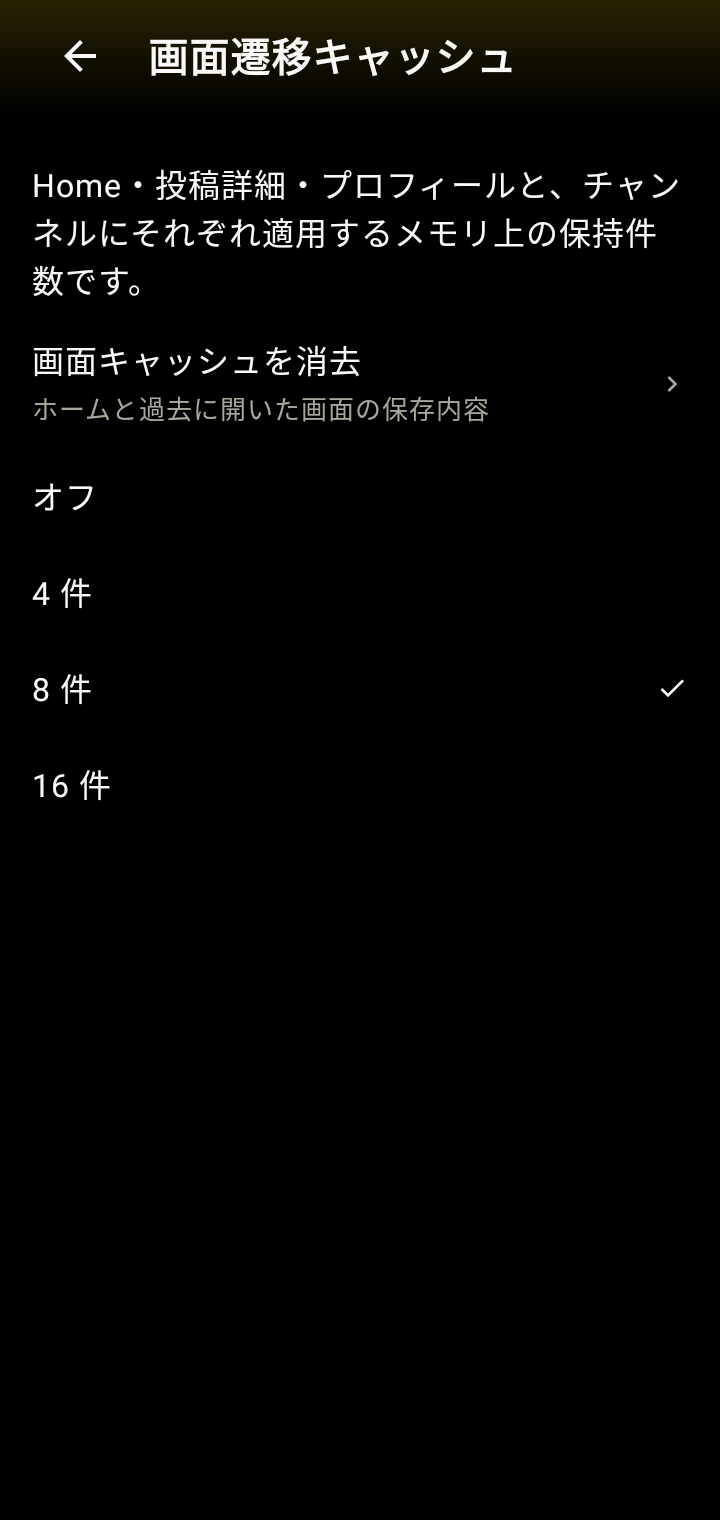 画面遷移キャッシュ
Home・投稿詳細・プロフィールと、チャン
ネルにそれぞれ適用するメモリ上の保持件
数です。
画面キャッシュを消去
ホームと過去に開いた画面の保存内容
オフ
4 件
8 件
16 件